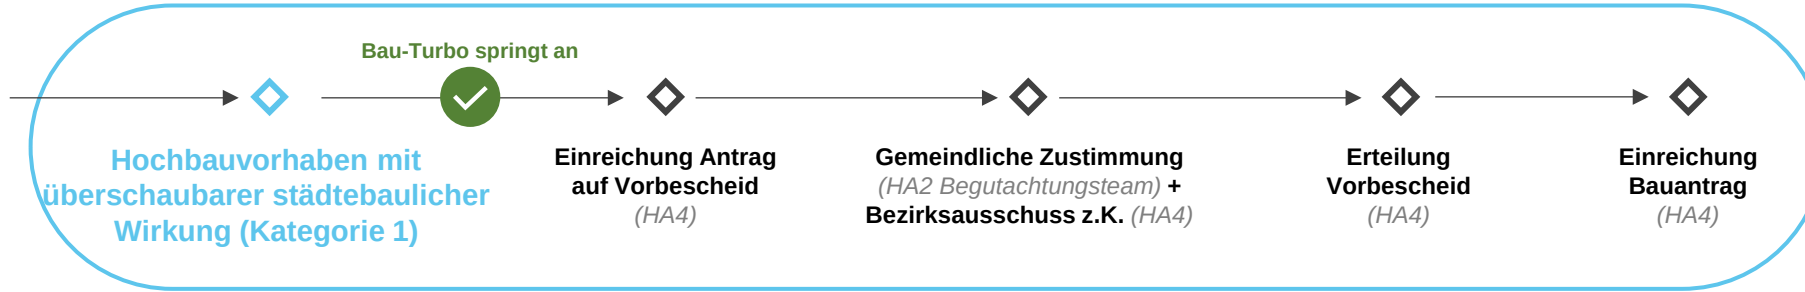 Bau-Turbo springt an
Hochbauvorhaben mit
überschaubarer städtebaulicher
Wirkung (Kategorie 1)
Einreichung Antrag
auf Vorbescheid
(HA4)
Gemeindliche Zustimmung
(HA2 Begutachtungsteam) +
Bezirksausschuss z.K. (HA4)
Erteilung
Vorbescheid
(HA4)
Einreichung
Bauantrag
(HA4)